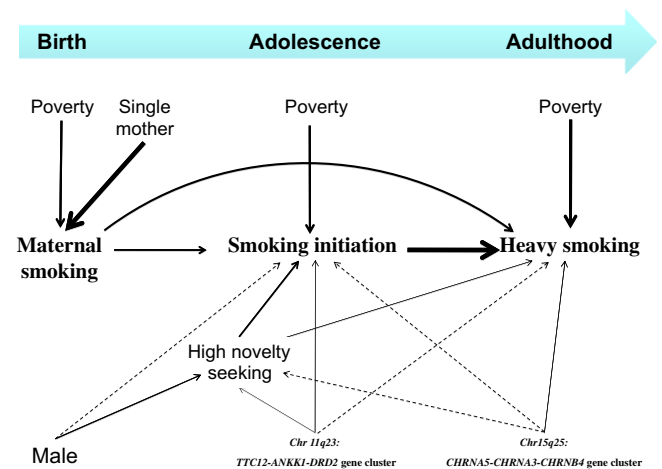 Birth Adolescence Adulthood
Poverty Single mother Poverty Poverty
Maternal smoking Smoking initiation Heavy smoking
High novelty
seeking
Male
Chr 11q23:
TTC12-ANKK1-DRD2 gene cluster
Chr15q25:
CHRNA5-CHRNA3-CHRNB4 gene cluster